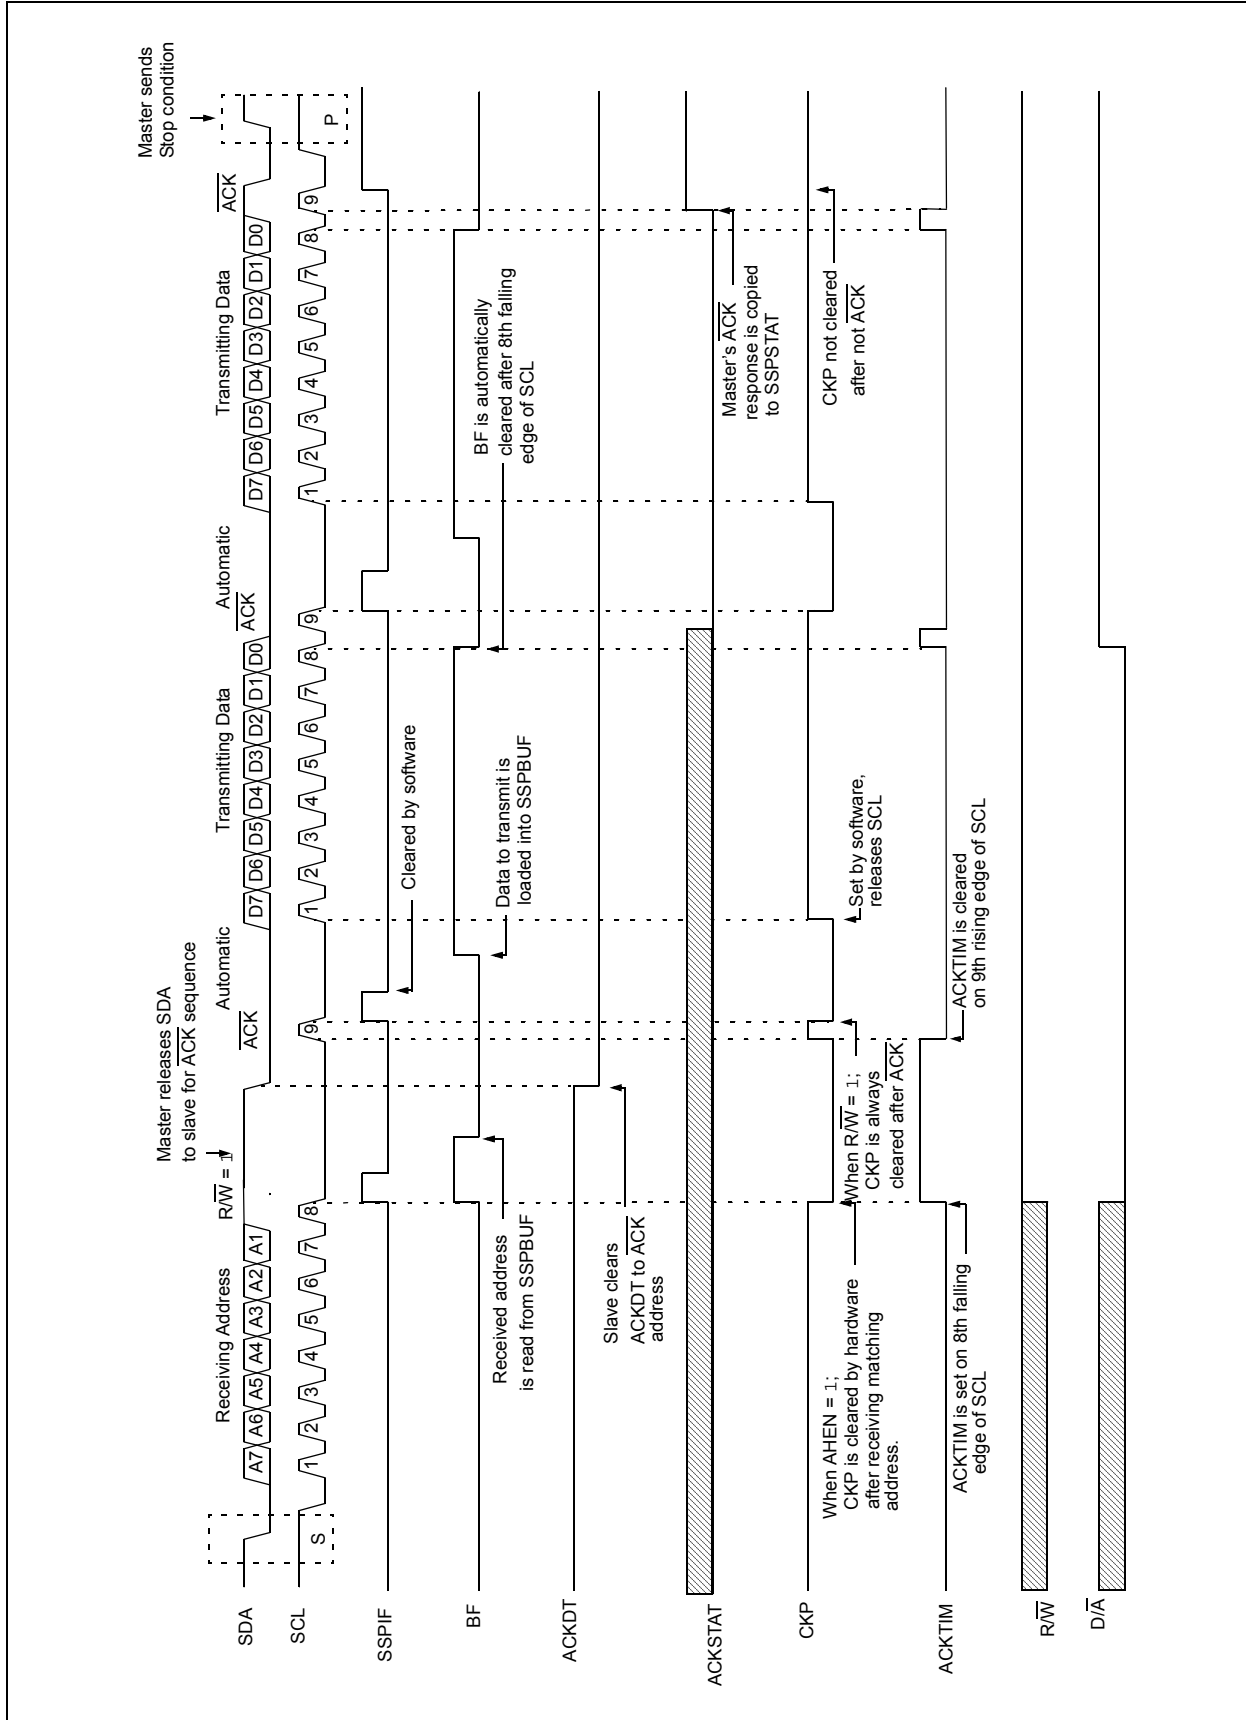 Master releases SDA
to slave for ACK sequence
Master sends
Stop condition
Receiving Address
R/W = 1
ACK
Automatic
Transmitting Data
ACK
Automatic
Transmitting Data
ACK
SDA
A7 A6 A5 A4 A3 A2 A1
D7 D6 D5 D4 D3 D2 D1 D0
D7 D6 D5 D4 D3 D2 D1 D0
SCL
S
1 2 3 4 5 6 7 8 9
1 2 3 4 5 6 7 8 9
1 2 3 4 5 6 7 8 9
P
SSPIF
Cleared by software
BF
Received address
is read from SSPBUF
Data to transmit is
loaded into SSPBUF
BF is automatically
cleared after 8th falling
edge of SCL
ACKDT
Slave clears
ACKDT to ACK
address
ACKSTAT
Master's ACK
response is copied
to SSPSTAT
CKP
When AHEN = 1;
CKP is cleared by hardware
after receiving matching
address.
When R/W = 1;
CKP is always
cleared after ACK
Set by software,
releases SCL
CKP not cleared
after not ACK
ACKTIM
ACKTIM is set on 8th falling
edge of SCL
ACKTIM is cleared
on 9th rising edge of SCL
R/W
D/A